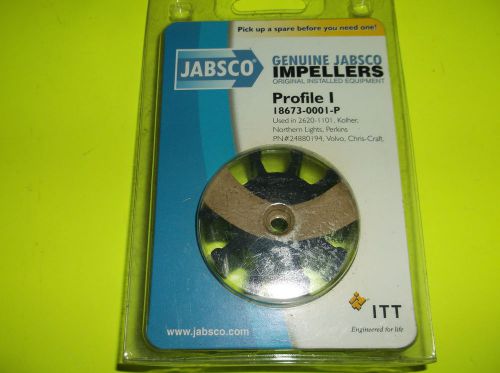 Pick up a spare before you need one!
JABSCO®
GENUINE JABSCO
IMPELLERS
ORIGINAL INSTALLED EQUIPMENT
Profile 1
18673-0001-P
Used in 2620-1101, Kolher,
Northern Lights, Perkins
PN#24880194, Volvo, Chris-Craft,
ITT
www.jabsco.com
Engineered for life